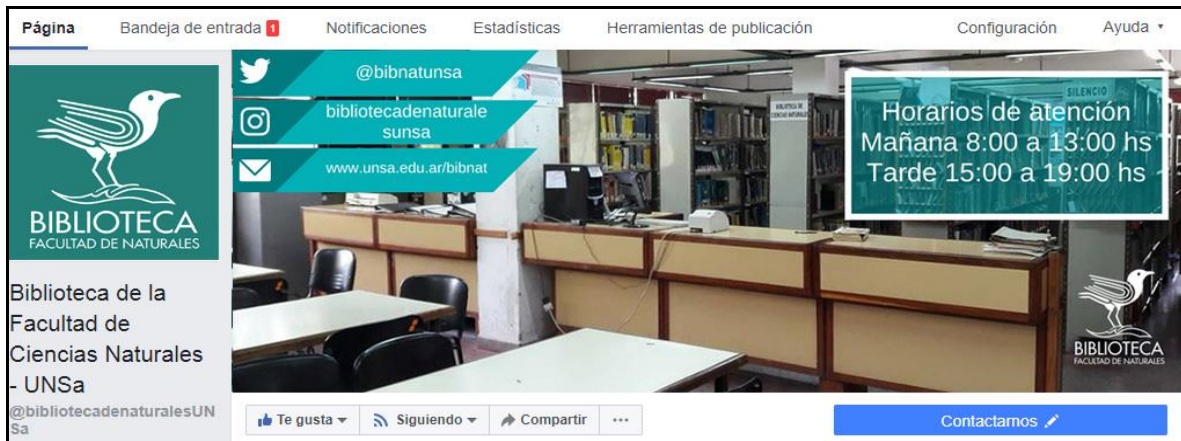 Página Bandeja de entrada 1 Notificaciones Estadísticas Herramientas de publicación Configuración Ayuda
@bibnatunsa
bibliotecadenaturale
sunsa
www.unsa.edu.ar/bibnat
SILENCIO
Horarios de atención
Mañana 8:00 a 13:00 hs
Tarde 15:00 a 19:00 hs
BIBLIOTECA
FACULTAD DE NATURALES
BIBLIOTECA
FACULTAD DE NATURALES
Biblioteca de la
Facultad de
Ciencias Naturales
- UNSa
@bibliotecadenaturalesUN
Sa
Te gusta Siguiendo Compartir ... Contactarnos